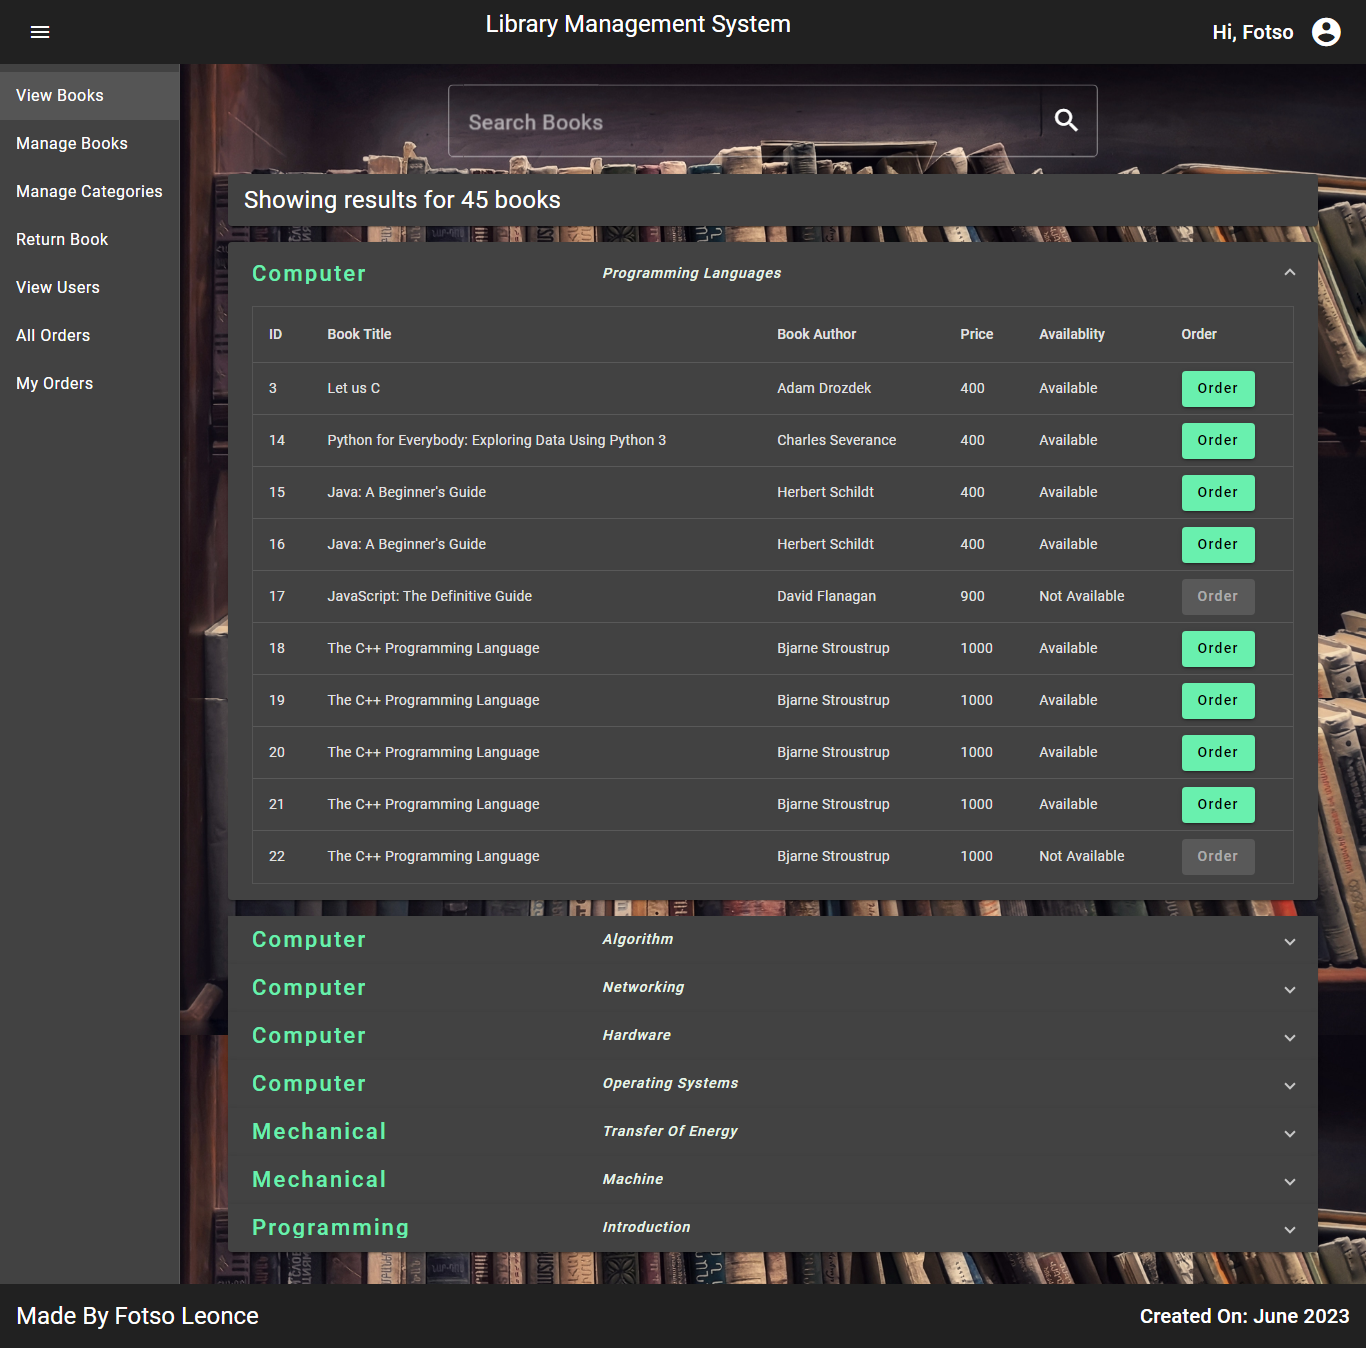 Library Management System
Hi, Fotso
View Books
Manage Books
Manage Categories
Return Book
View Users
All Orders
My Orders
Search Books
Showing results for 45 books
Computer Programming Languages
ID Book Title Book Author Price Availablity Order
3 Let us C Adam Drozdek 400 Available Order
14 Python for Everybody: Exploring Data Using Python 3 Charles Severance 400 Available Order
15 Java: A Beginner's Guide Herbert Schildt 400 Available Order
16 Java: A Beginner's Guide Herbert Schildt 400 Available Order
17 JavaScript: The Definitive Guide David Flanagan 900 Not Available Order
18 The C++ Programming Language Bjarne Stroustrup 1000 Available Order
19 The C++ Programming Language Bjarne Stroustrup 1000 Available Order
20 The C++ Programming Language Bjarne Stroustrup 1000 Available Order
21 The C++ Programming Language Bjarne Stroustrup 1000 Available Order
22 The C++ Programming Language Bjarne Stroustrup 1000 Not Available Order
Computer Algorithm
Computer Networking
Computer Hardware
Computer Operating Systems
Mechanical Transfer Of Energy
Mechanical Machine
Programming Introduction
Made By Fotso Leonce
Created On: June 2023